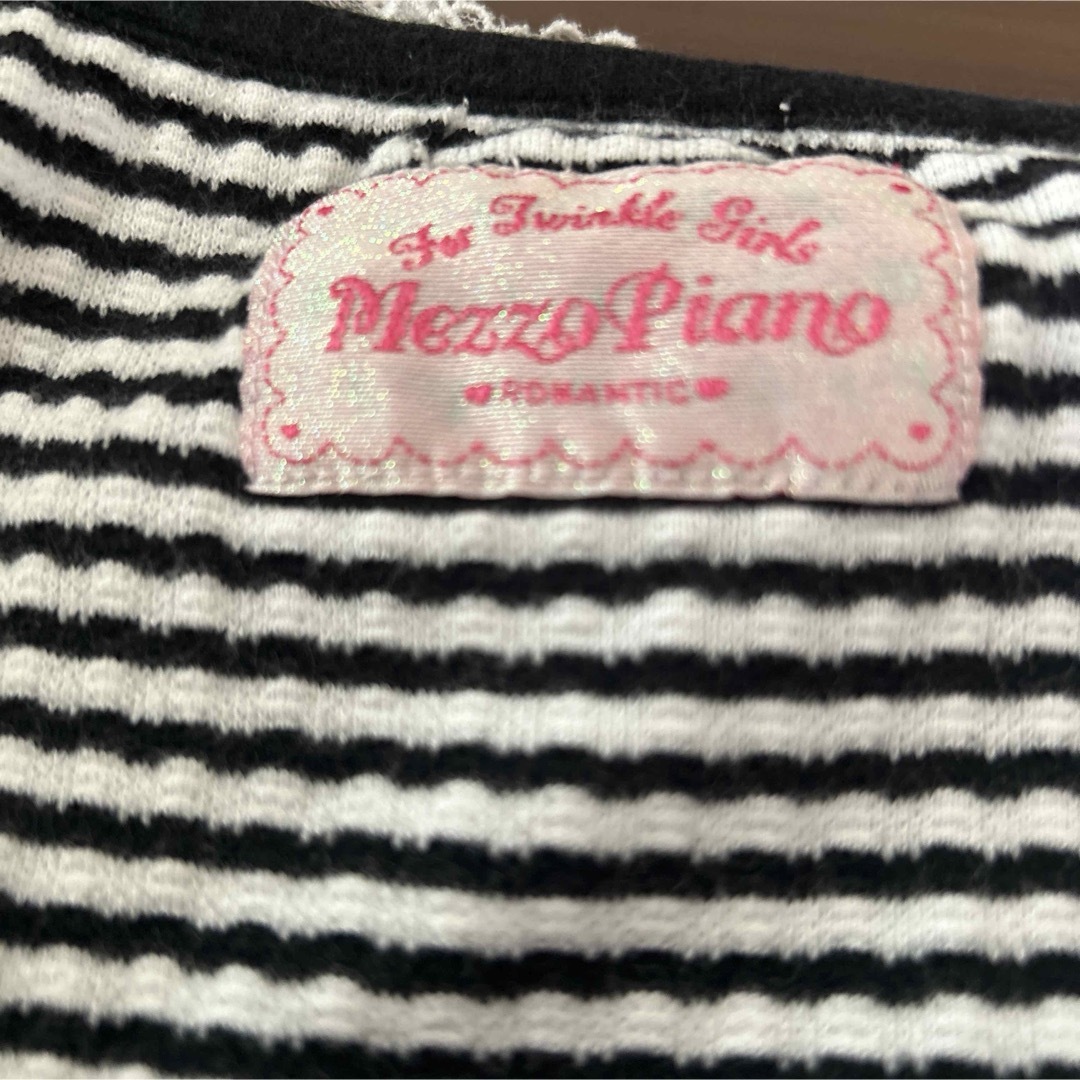 For Twinkle Girls
Mezzo Piano
ROMANTIC